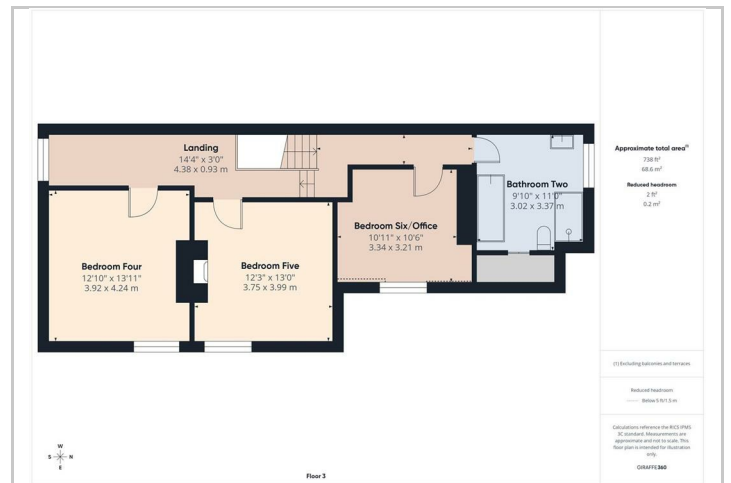 Landing
14'4" x 3'0"
4.38 x 0.93 m
Bathroom Two
9'10" x 11'0"
3.02 x 3.37 m
Bedroom Six/Office
10'11" x 10'6"
3.34 x 3.21 m
Bedroom Four
12'10" x 13'11"
3.92 x 4.24 m
Bedroom Five
12'3" x 13'0"
3.75 x 3.99 m
W
S N
E
Floor 3
Approximate total area(1)
738 ft²
68.6 m²
Reduced headroom
2 ft²
0.2 m²
(1) Excluding balconies and terraces
Reduced headroom
Below 5 ft/1.5 m
Calculations reference the RICS IPMS
3C standard. Measurements are
approximate and not to scale. This
floor plan is intended for illustration
only.
GIRAFFE360